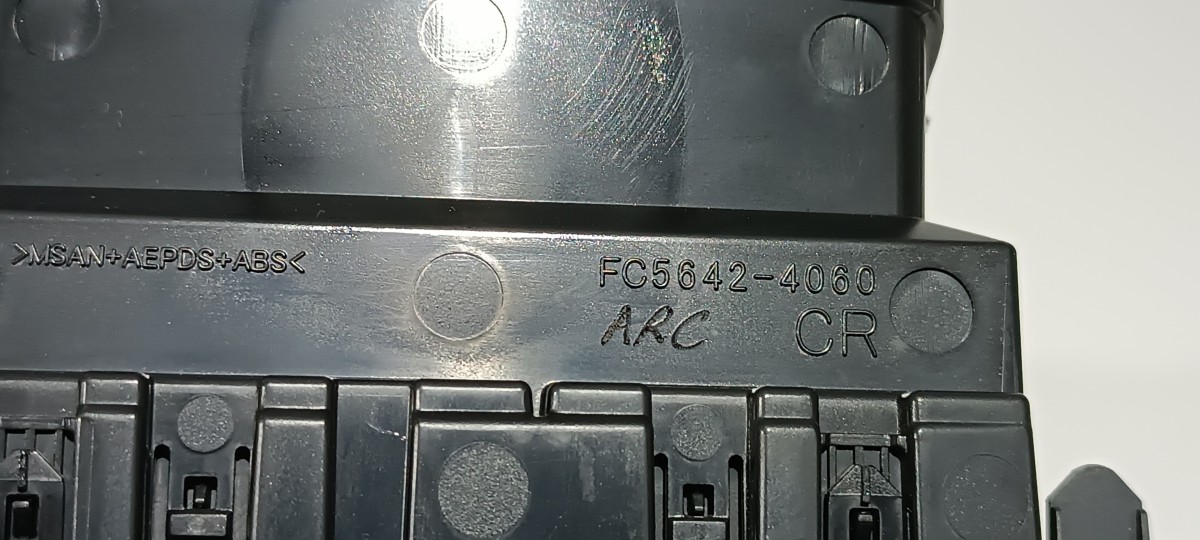 >MSAN+AEPDS+ABS<
FC5642-4060
ARC CR